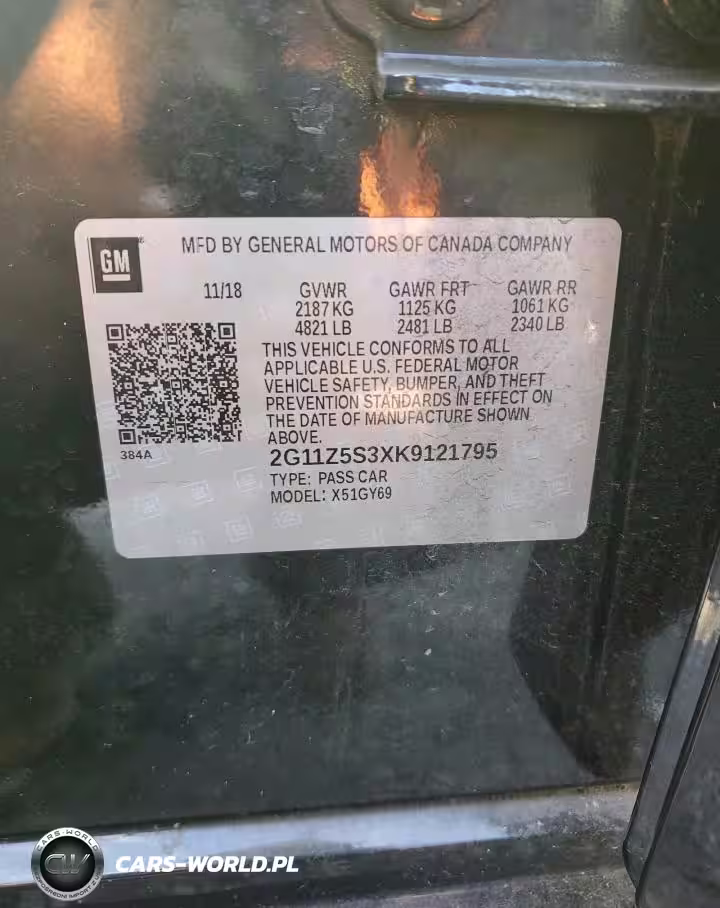 GM
MFD BY GENERAL MOTORS OF CANADA COMPANY
11/18 GVWR GAWR FRT GAWR RR
2187 KG 1125 KG 1061 KG
4821 LB 2481 LB 2340 LB
THIS VEHICLE CONFORMS TO ALL
APPLICABLE U.S. FEDERAL MOTOR
VEHICLE SAFETY, BUMPER, AND THEFT
PREVENTION STANDARDS IN EFFECT ON
THE DATE OF MANUFACTURE SHOWN
ABOVE.
384A
2G11Z5S3XK9121795
TYPE: PASS CAR
MODEL: X51GY69
CARS-WORLD
CW
CARS-WORLD.PL